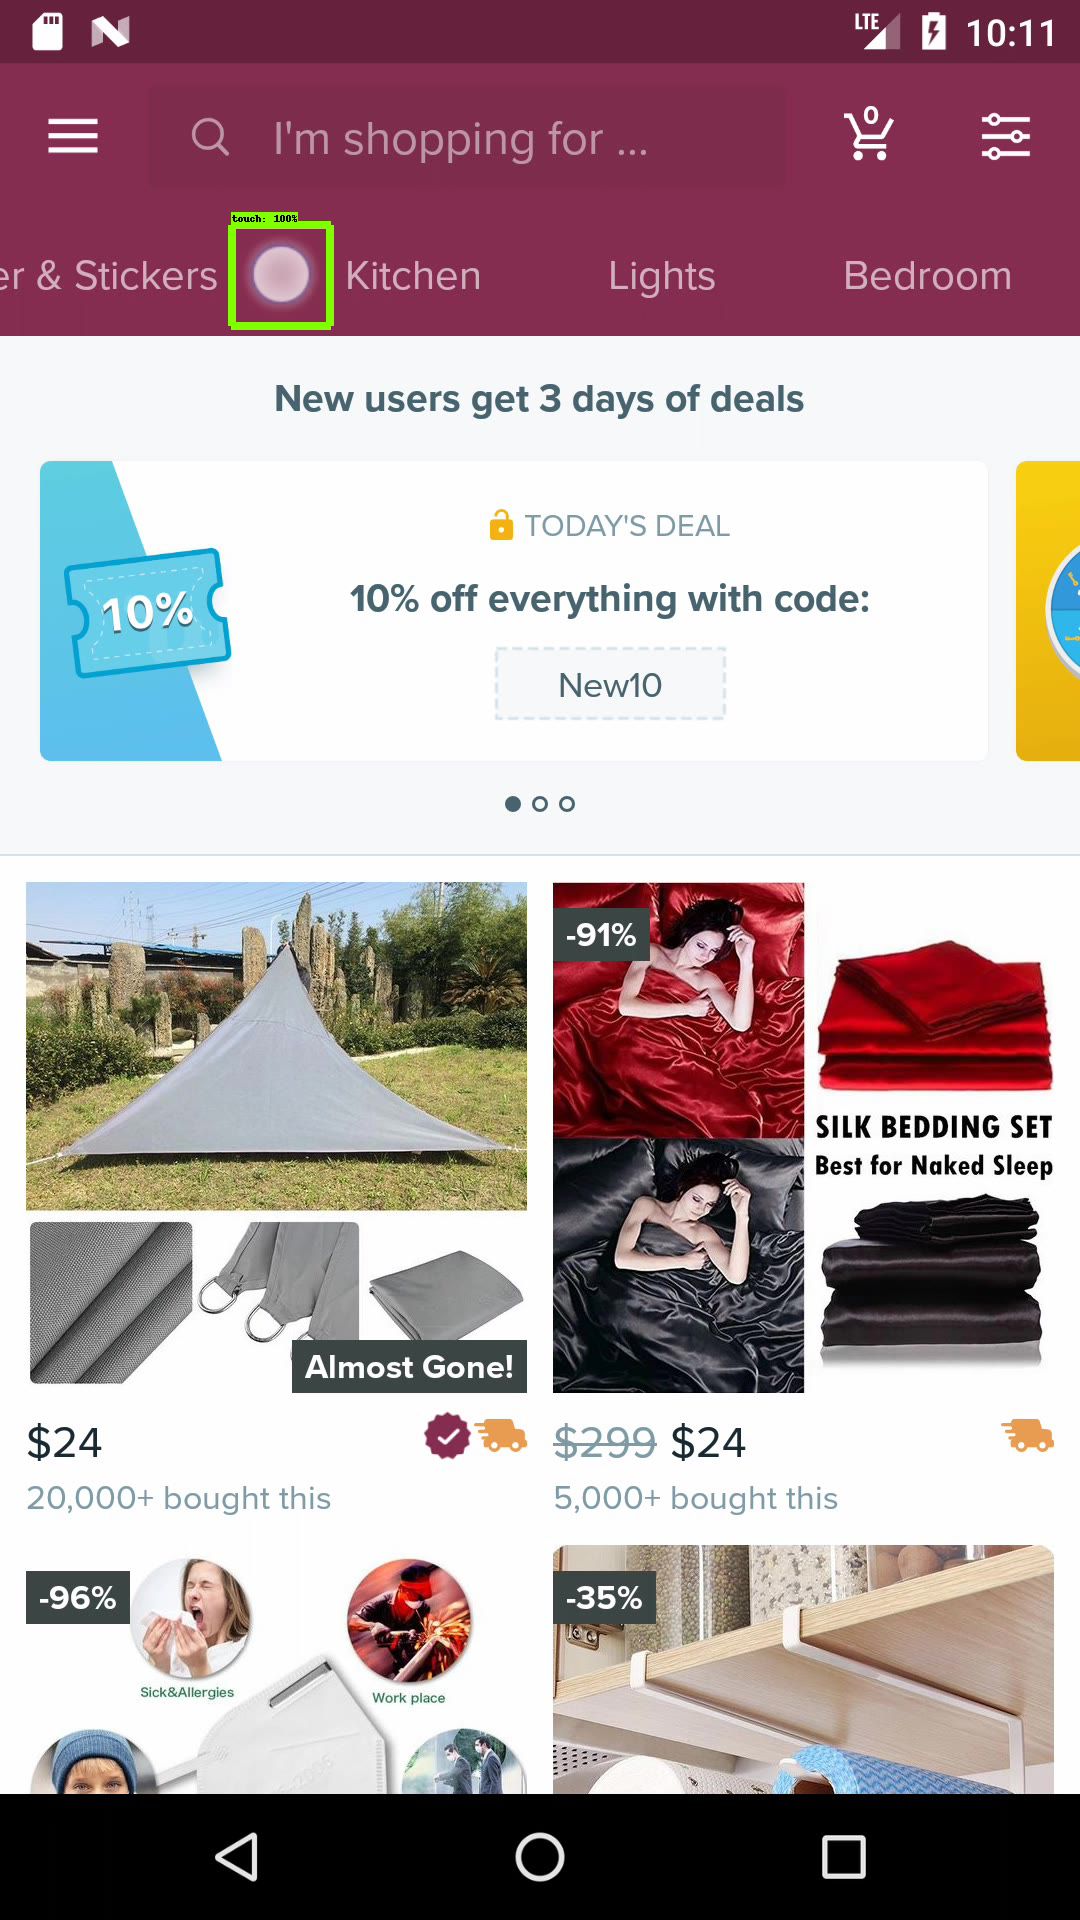 LTE 10:11
I'm shopping for ...
0
touch: 100%
er & Stickers Kitchen Lights Bedroom
New users get 3 days of deals
TODAY'S DEAL
10%
10% off everything with code:
New10
-91%
SILK BEDDING SET
Best for Naked Sleep
Almost Gone!
$24
$299 $24
20,000+ bought this
5,000+ bought this
-96%
Sick&Allergies
Work place
-35%